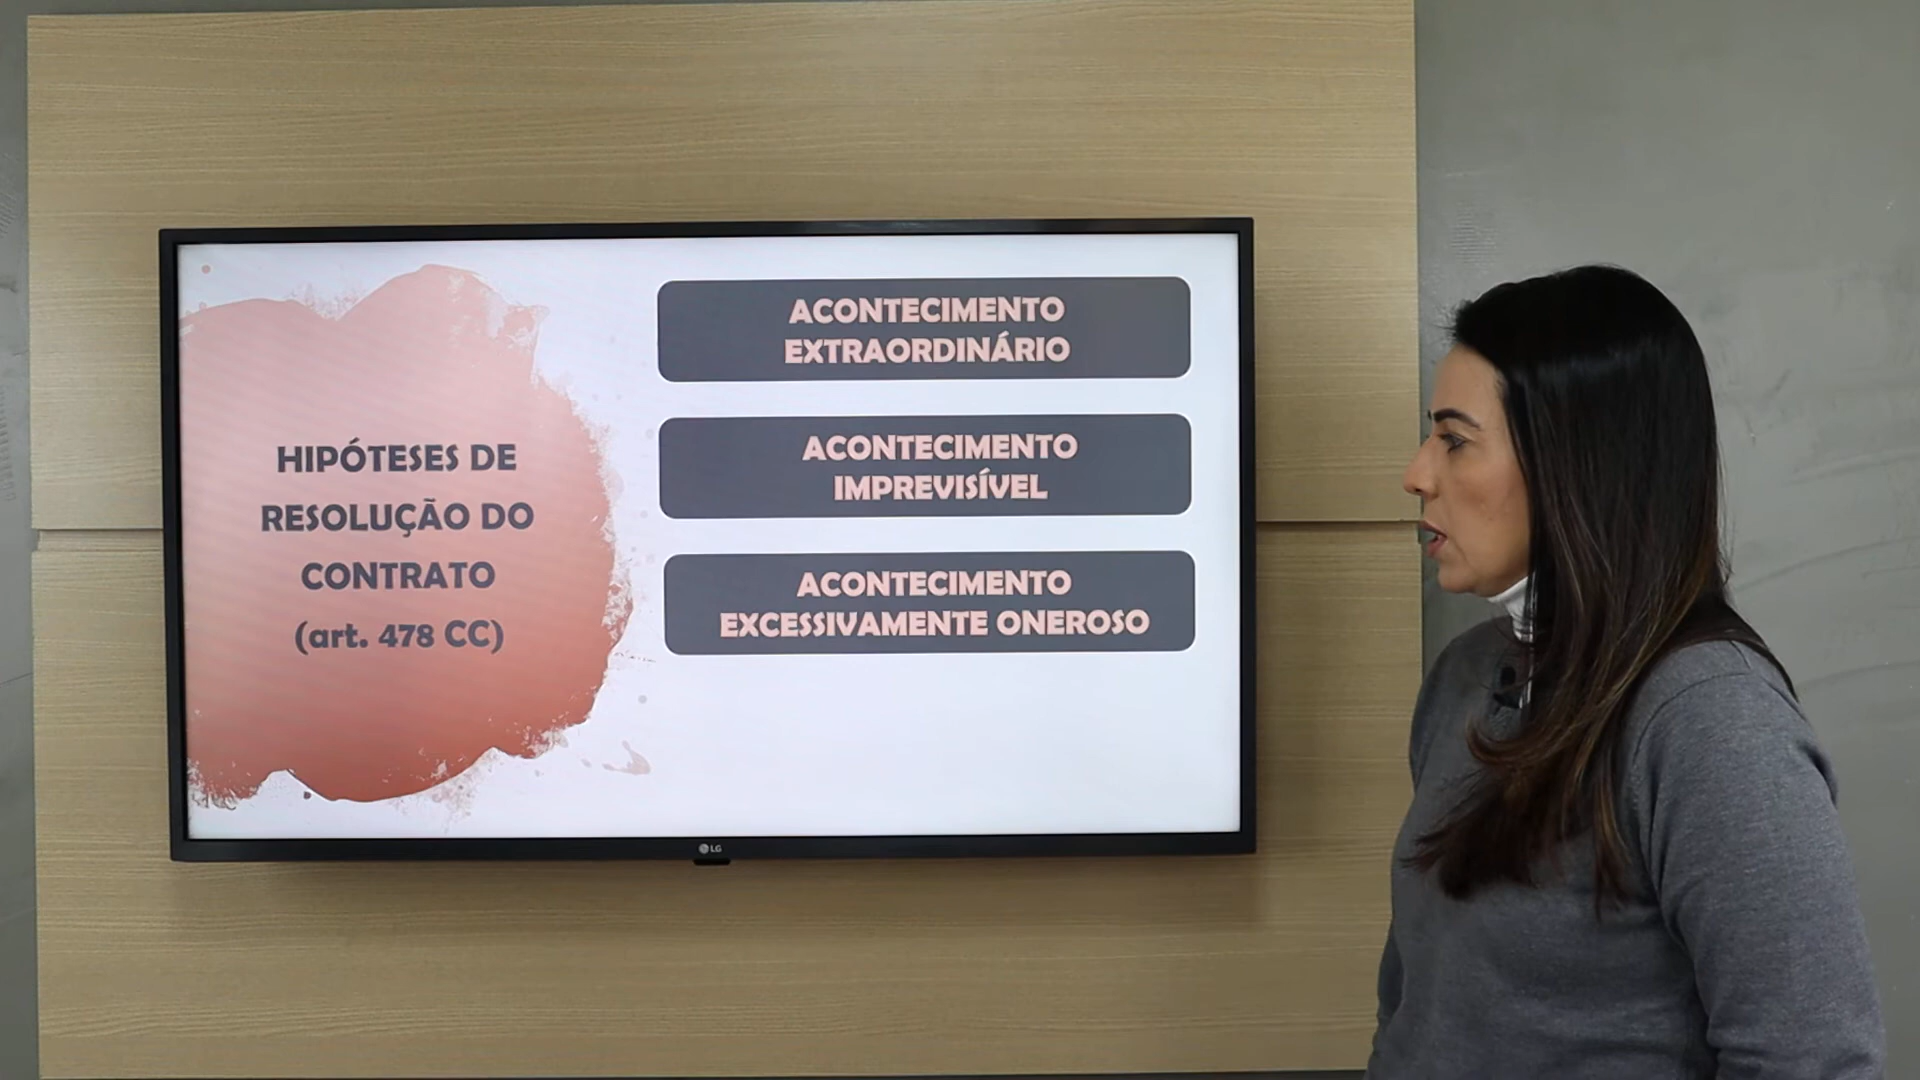 HIPÓTESES DE
RESOLUÇÃO DO
CONTRATO
(art. 478 CC)
ACONTECIMENTO
EXTRAORDINÁRIO
ACONTECIMENTO
IMPREVISÍVEL
ACONTECIMENTO
EXCESSIVAMENTE ONEROSO
LG